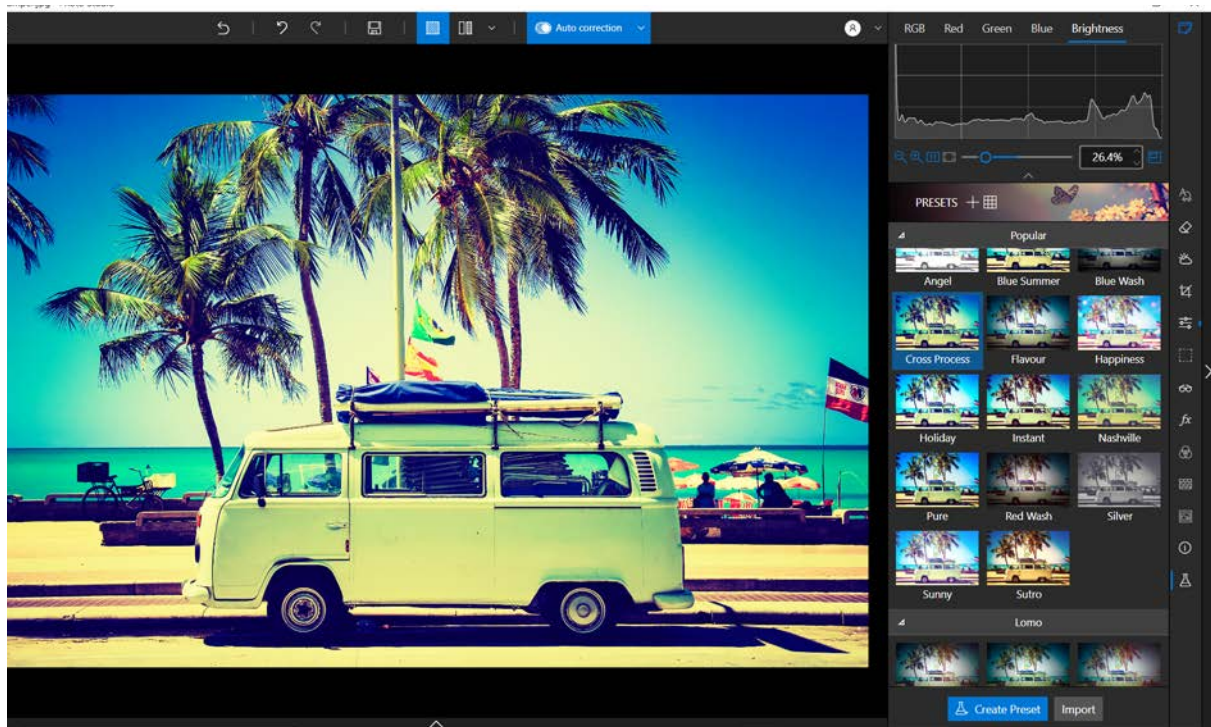 Auto correction
RGB Red Green Blue Brightness
26.4%
PRESETS
Popular
Angel Blue Summer Blue Wash
Cross Process Flavour Happiness
Holiday Instant Nashville
Pure Red Wash Silver
Sunny Sutro
Lomo
Create Preset Import